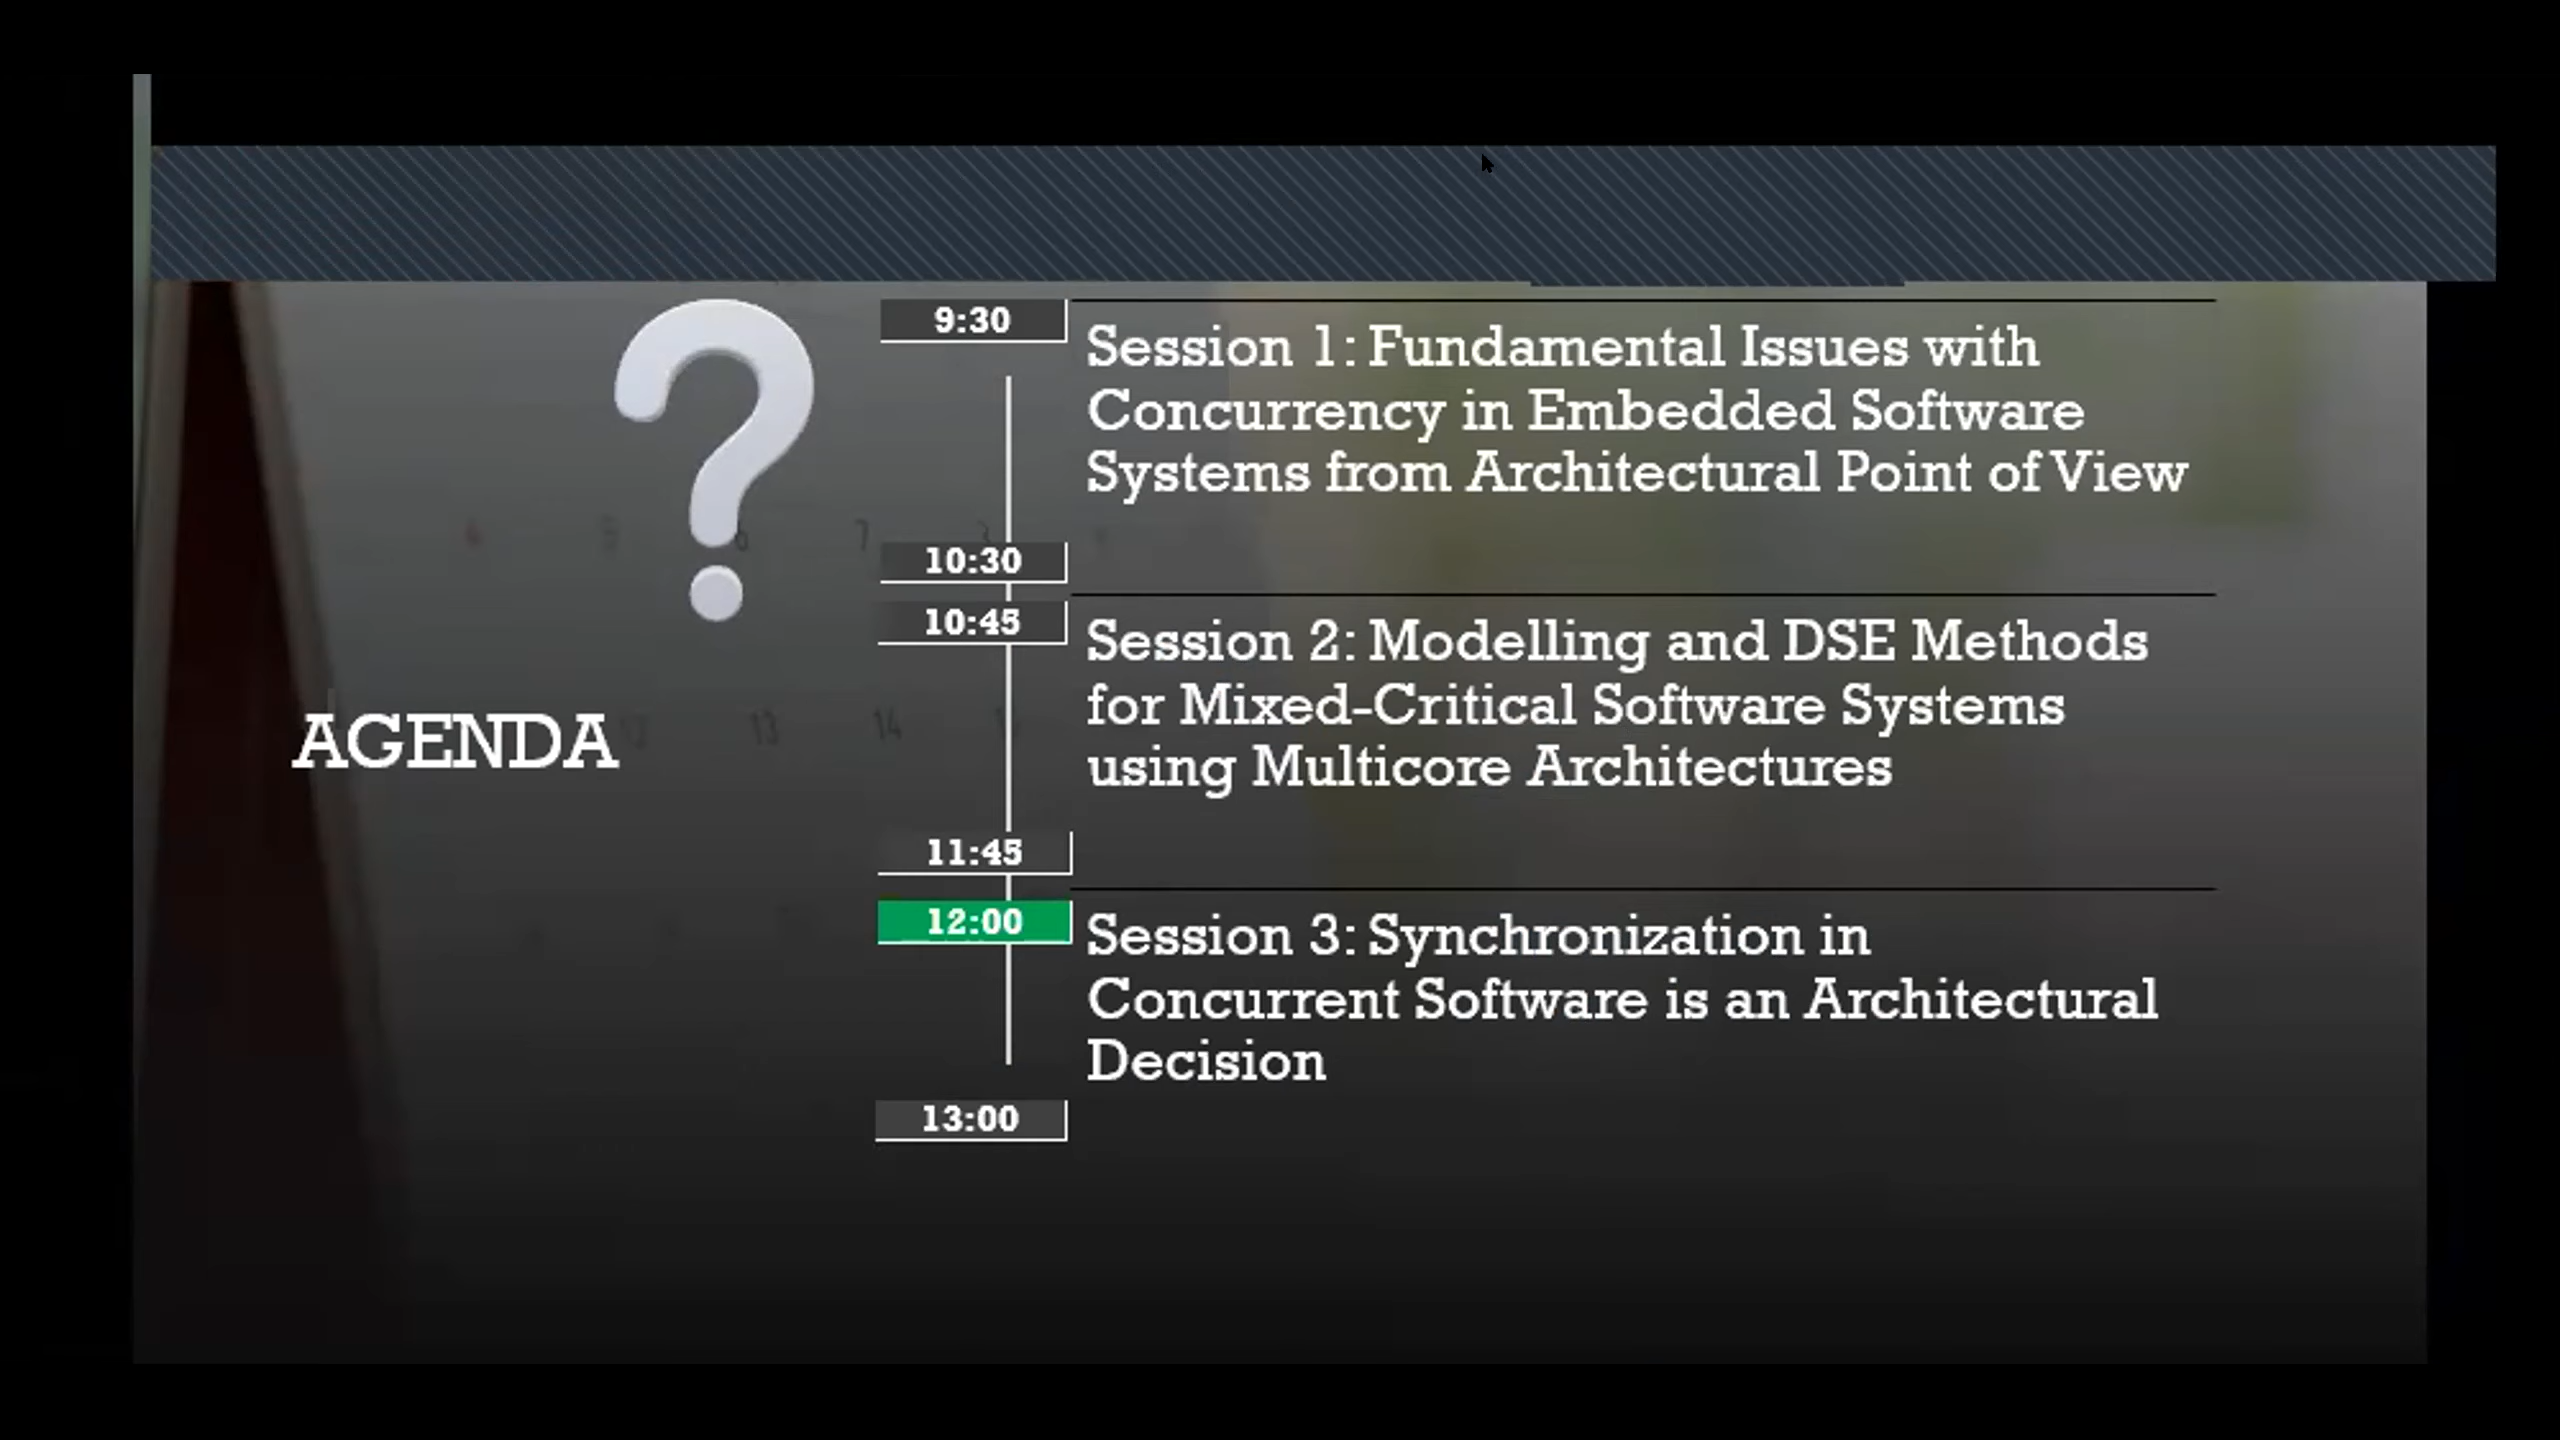 9:30
Session 1: Fundamental Issues with
Concurrency in Embedded Software
Systems from Architectural Point of View
10:30
10:45
Session 2: Modelling and DSE Methods
for Mixed-Critical Software Systems
using Multicore Architectures
AGENDA
11:45
12:00
Session 3: Synchronization in
Concurrent Software is an Architectural
Decision
13:00